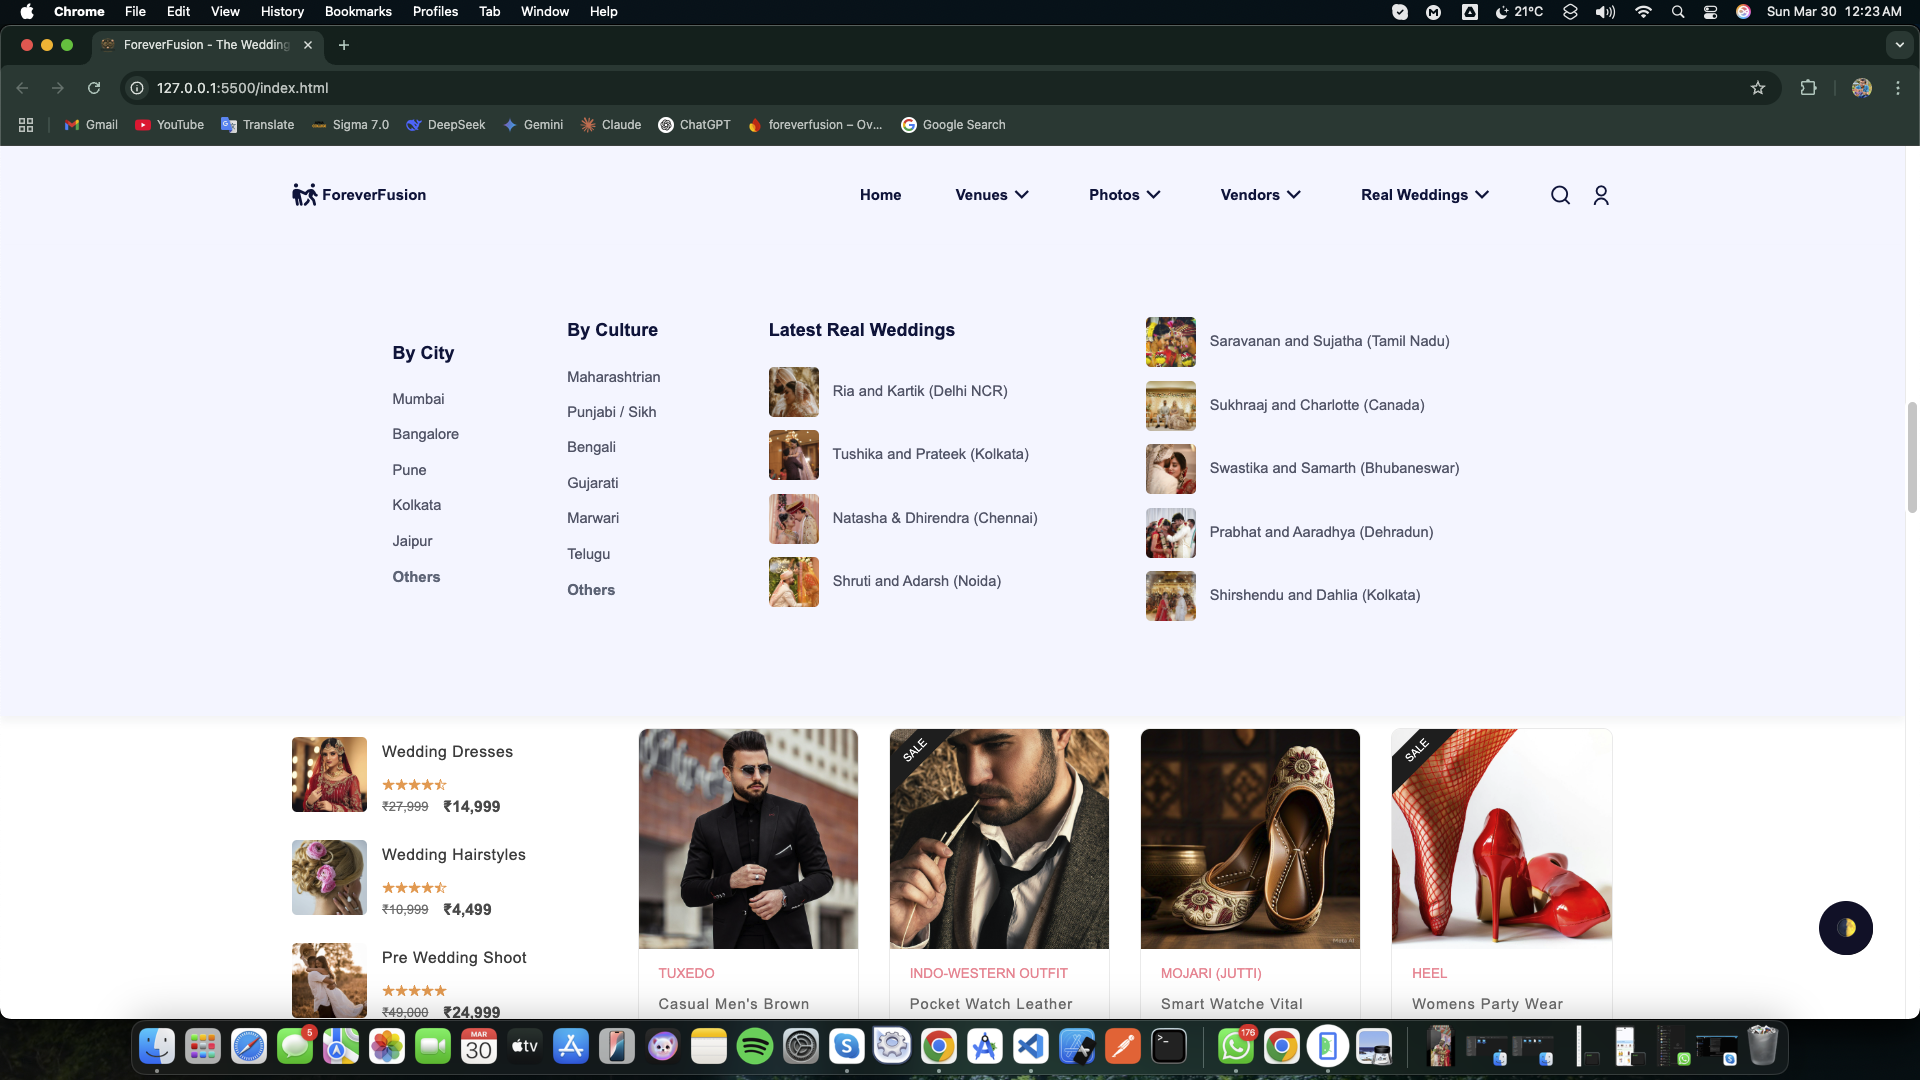 Chrome File Edit View History Bookmarks Profiles Tab Window Help 21°C Sun Mar 30 12:23 AM
ForeverFusion - The Wedding
127.0.0.1:5500/index.html
Gmail YouTube Translate Sigma 7.0 DeepSeek Gemini Claude ChatGPT foreverfusion – Ov... Google Search
ForeverFusion Home Venues Photos Vendors Real Weddings
By City
Mumbai
Bangalore
Pune
Kolkata
Jaipur
Others
By Culture
Maharashtrian
Punjabi / Sikh
Bengali
Gujarati
Marwari
Telugu
Others
Latest Real Weddings
Ria and Kartik (Delhi NCR)
Tushika and Prateek (Kolkata)
Natasha & Dhirendra (Chennai)
Shruti and Adarsh (Noida)
Saravanan and Sujatha (Tamil Nadu)
Sukhraaj and Charlotte (Canada)
Swastika and Samarth (Bhubaneswar)
Prabhat and Aaradhya (Dehradun)
Shirshendu and Dahlia (Kolkata)
Wedding Dresses
₹27,999 ₹14,999
Wedding Hairstyles
₹10,999 ₹4,499
Pre Wedding Shoot
₹49,000 ₹24,999
TUXEDO
Casual Men's Brown
SALE
INDO-WESTERN OUTFIT
Pocket Watch Leather
Meta AI
MOJARI (JUTTI)
Smart Watche Vital
SALE
HEEL
Womens Party Wear
5
MAR
30
tv
176